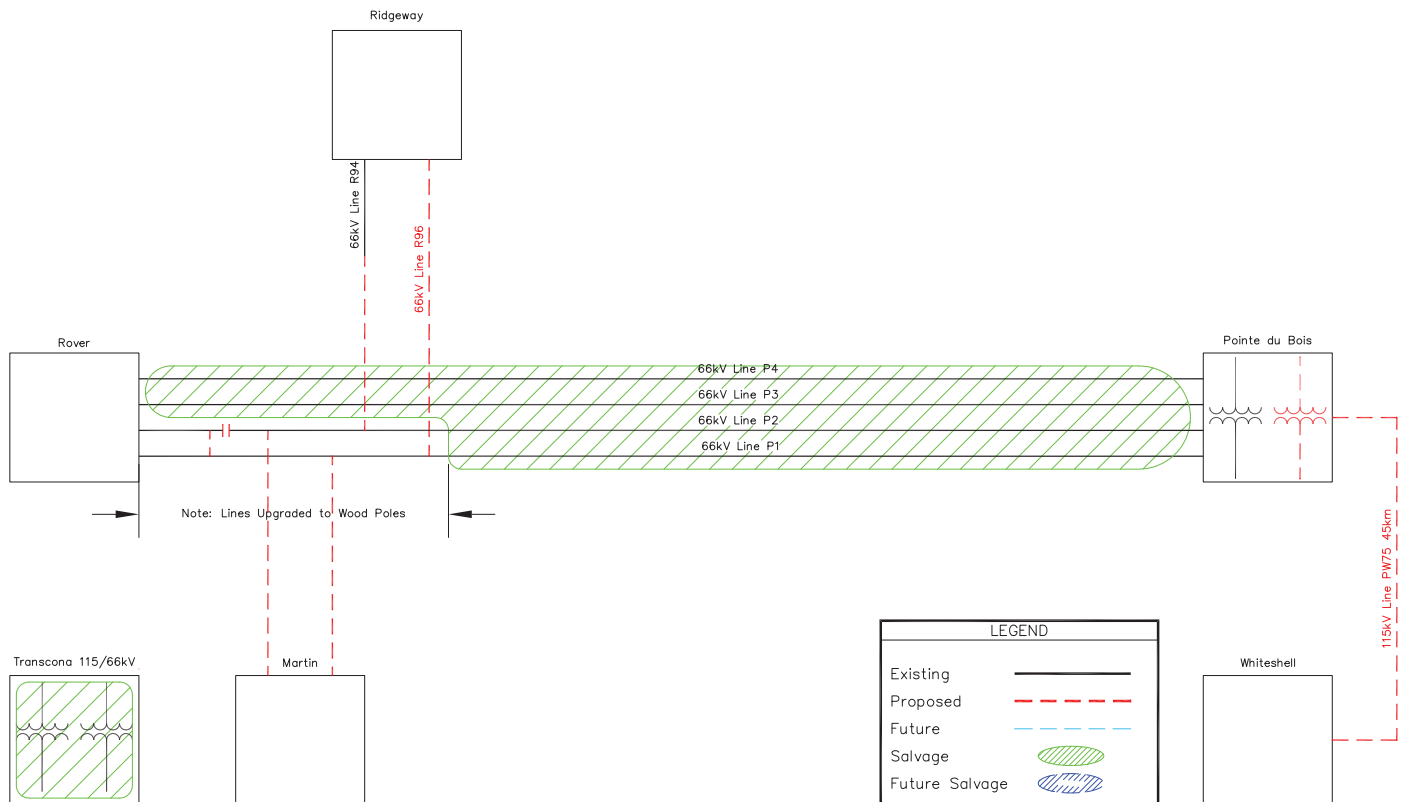 Ridgeway
66kV Line R94
66kV Line R96
Rover
Pointe du Bois
66kV Line P4
66kV Line P3
66kV Line P2
66kV Line P1
Note: Lines Upgraded to Wood Poles
115kV Line PW75 45km
Transcona 115/66kV
Martin
Whiteshell
LEGEND
Existing
Proposed
Future
Salvage
Future Salvage